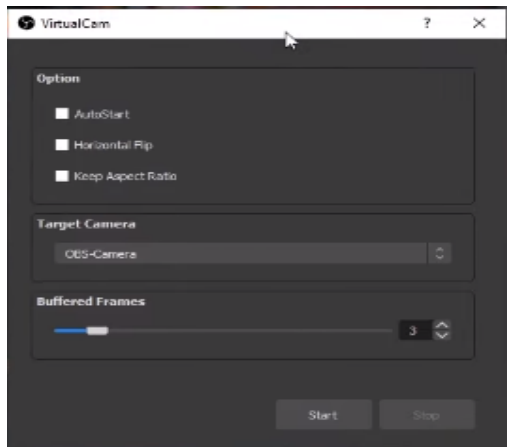 VirtualCam
?
Option
AutoStart
Horizontal Flip
Keep Aspect Ratio
Target Camera
OBS-Camera
Buffered Frames
3
Start
Stop